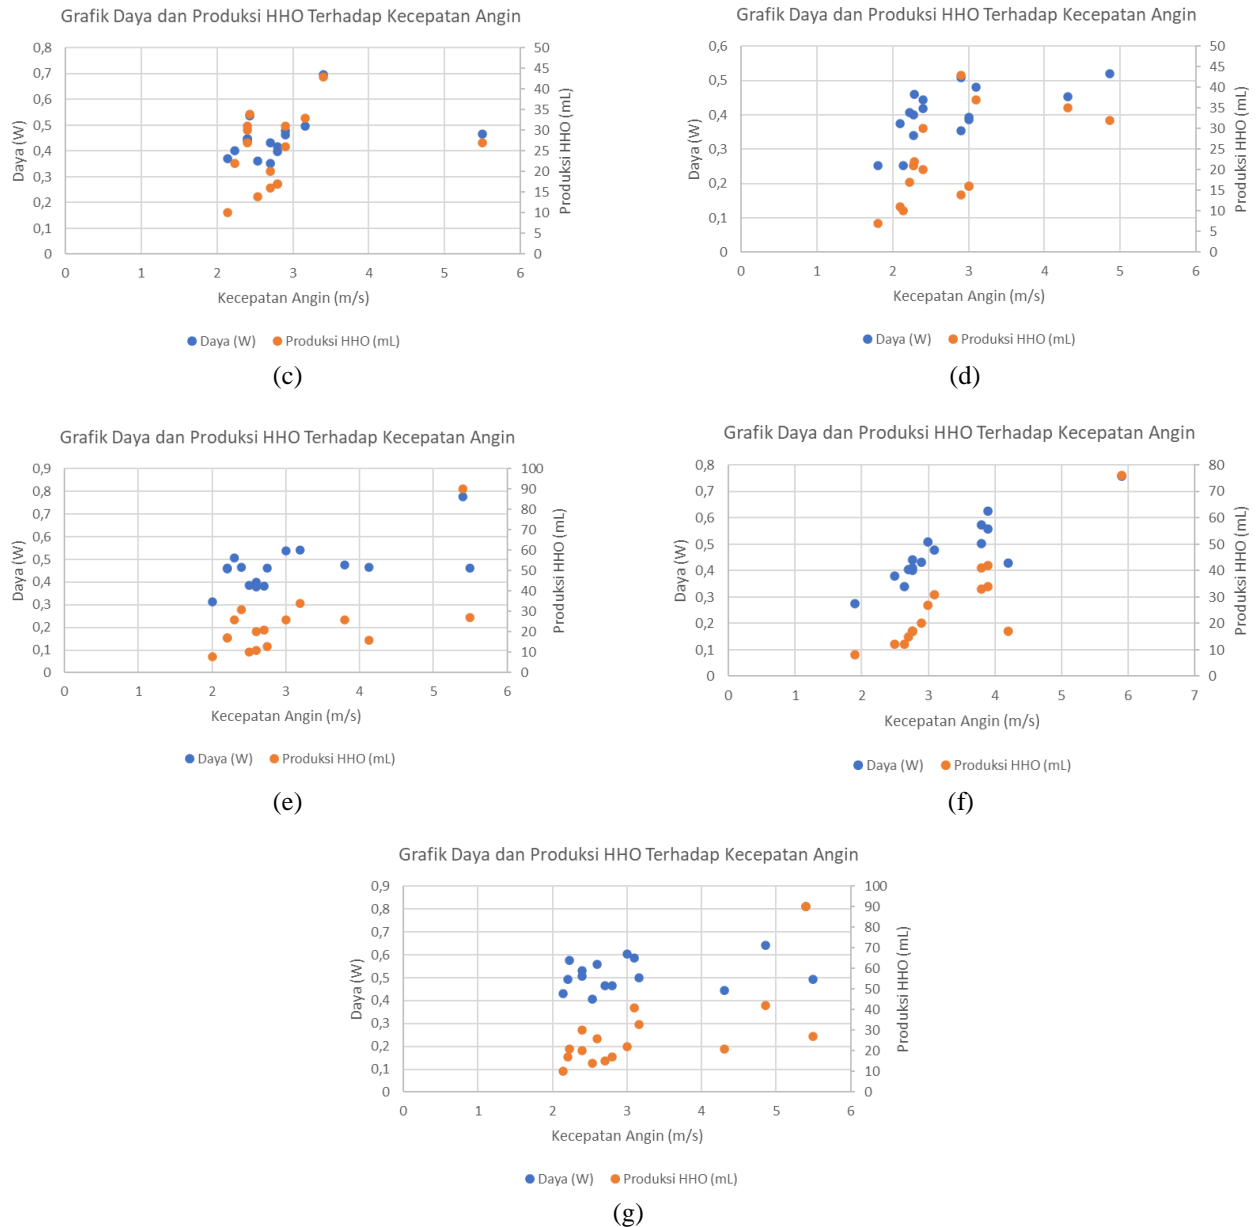 Grafik Daya dan Produksi HHO Terhadap Kecepatan Angin
0,8
0,7
0,6
0,5
0,4
0,3
0,2
0,1
0
Daya (W)
50
45
40
35
30
25
20
15
10
5
0
Produksi HHO (mL)
0 1 2 3 4 5 6
Kecepatan Angin (m/s)
Daya (W) Produksi HHO (mL)
(c)
Grafik Daya dan Produksi HHO Terhadap Kecepatan Angin
0,6
0,5
0,4
0,3
0,2
0,1
0
Daya (W)
50
45
40
35
30
25
20
15
10
5
0
Produksi HHO (mL)
0 1 2 3 4 5 6
Kecepatan Angin (m/s)
Daya (W) Produksi HHO (mL)
(d)
Grafik Daya dan Produksi HHO Terhadap Kecepatan Angin
0,9
0,8
0,7
0,6
0,5
0,4
0,3
0,2
0,1
0
Daya (W)
100
90
80
70
60
50
40
30
20
10
0
Produksi HHO (mL)
0 1 2 3 4 5 6
Kecepatan Angin (m/s)
Daya (W) Produksi HHO (mL)
(e)
Grafik Daya dan Produksi HHO Terhadap Kecepatan Angin
0,8
0,7
0,6
0,5
0,4
0,3
0,2
0,1
0
Daya (W)
80
70
60
50
40
30
20
10
0
Produksi HHO (mL)
0 1 2 3 4 5 6 7
Kecepatan Angin (m/s)
Daya (W) Produksi HHO (mL)
(f)
Grafik Daya dan Produksi HHO Terhadap Kecepatan Angin
0,9
0,8
0,7
0,6
0,5
0,4
0,3
0,2
0,1
0
Daya (W)
100
90
80
70
60
50
40
30
20
10
0
Produksi HHO (mL)
0 1 2 3 4 5 6
Kecepatan Angin (m/s)
Daya (W) Produksi HHO (mL)
(g)